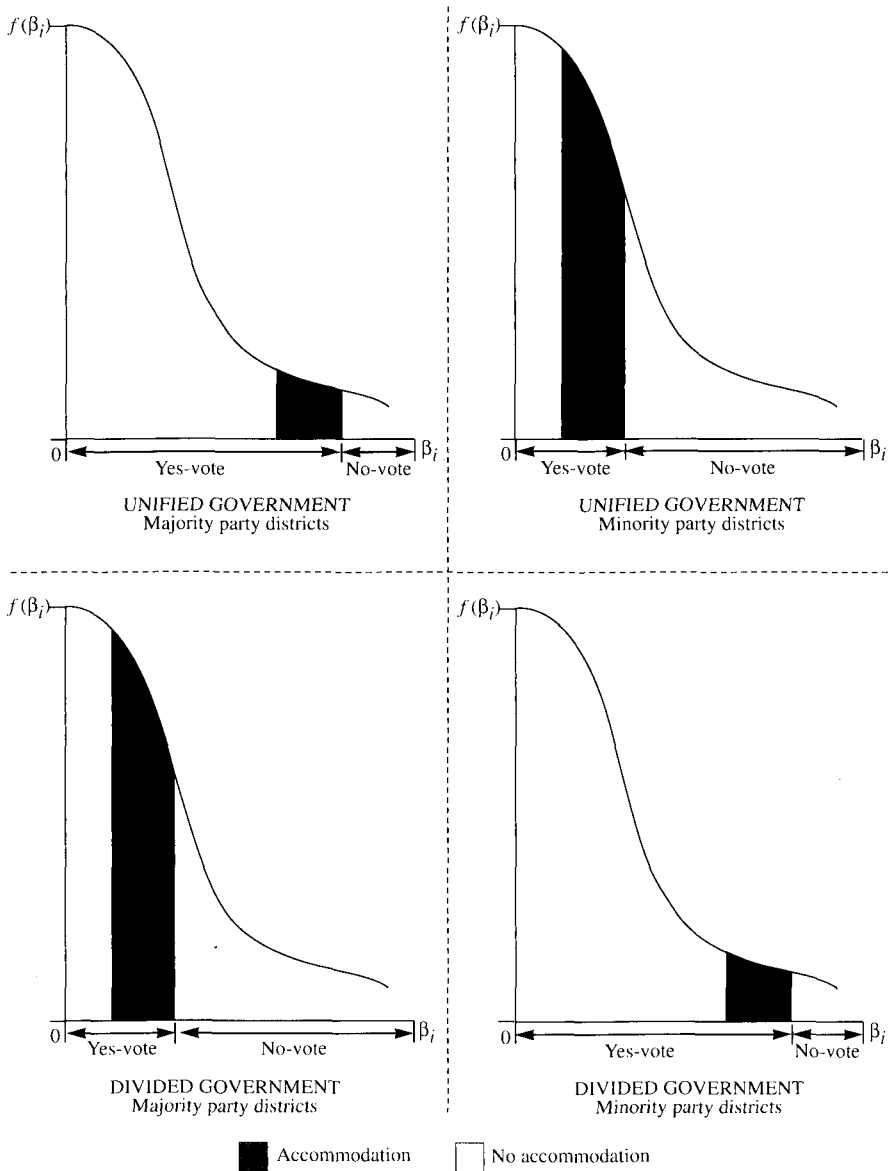 f(βi)
0
βi
Yes-vote
No-vote
UNIFIED GOVERNMENT
Majority party districts
f(βi)
0
βi
Yes-vote
No-vote
UNIFIED GOVERNMENT
Minority party districts
f(βi)
0
βi
Yes-vote
No-vote
DIVIDED GOVERNMENT
Majority party districts
f(βi)
0
βi
Yes-vote
No-vote
DIVIDED GOVERNMENT
Minority party districts
Accommodation
No accommodation